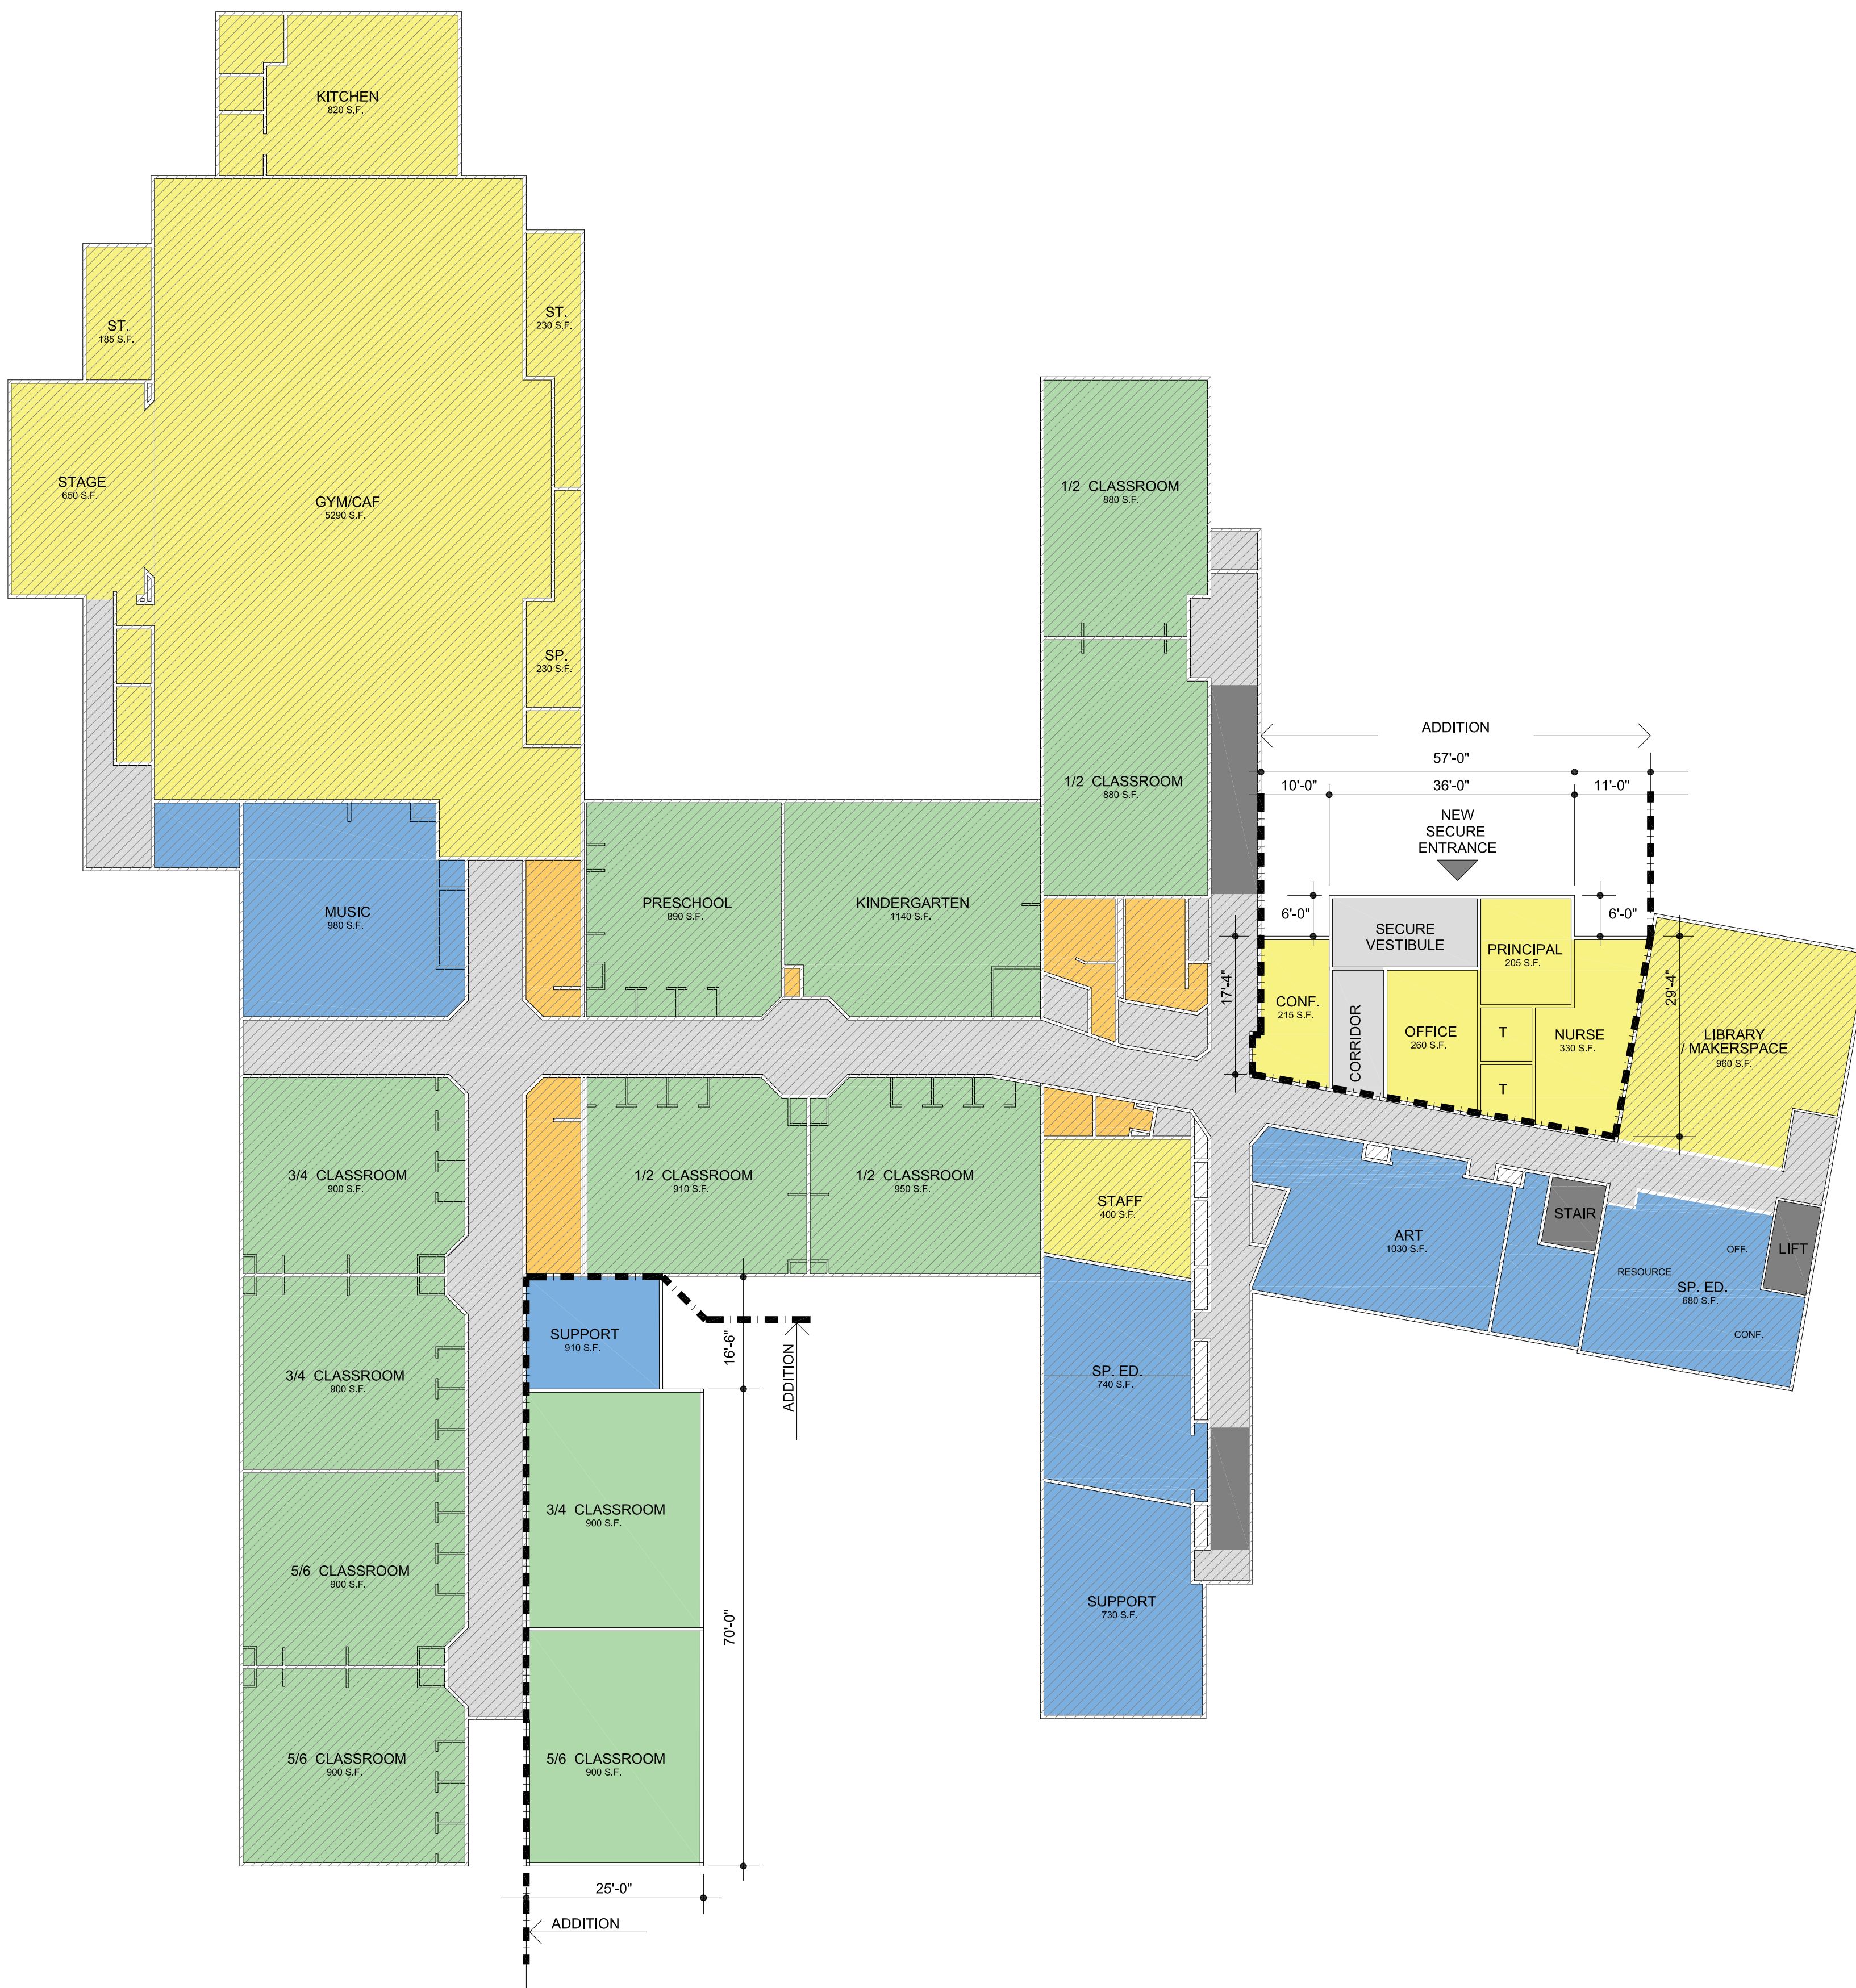 KITCHEN
820 S.F.
ST.
185 S.F.
ST.
230 S.F.
STAGE
650 S.F.
GYM/CAF
5290 S.F.
SP.
230 S.F.
1/2 CLASSROOM
880 S.F.
1/2 CLASSROOM
880 S.F.
ADDITION
57'-0"
10'-0"
36'-0"
11'-0"
NEW
SECURE
ENTRANCE
6'-0"
6'-0"
MUSIC
980 S.F.
PRESCHOOL
890 S.F.
KINDERGARTEN
1140 S.F.
SECURE
VESTIBULE
PRINCIPAL
205 S.F.
17'-4"
CONF.
215 S.F.
CORRIDOR
OFFICE
260 S.F.
T
T
NURSE
330 S.F.
29'-4"
LIBRARY
/ MAKERSPACE
960 S.F.
3/4 CLASSROOM
900 S.F.
1/2 CLASSROOM
910 S.F.
1/2 CLASSROOM
950 S.F.
STAFF
400 S.F.
ART
1030 S.F.
STAIR
OFF.
LIFT
RESOURCE
SP. ED.
680 S.F.
CONF.
SUPPORT
910 S.F.
16'-6"
ADDITION
3/4 CLASSROOM
900 S.F.
SP. ED.
740 S.F.
3/4 CLASSROOM
900 S.F.
5/6 CLASSROOM
900 S.F.
SUPPORT
730 S.F.
70'-0"
5/6 CLASSROOM
900 S.F.
5/6 CLASSROOM
900 S.F.
25'-0"
ADDITION